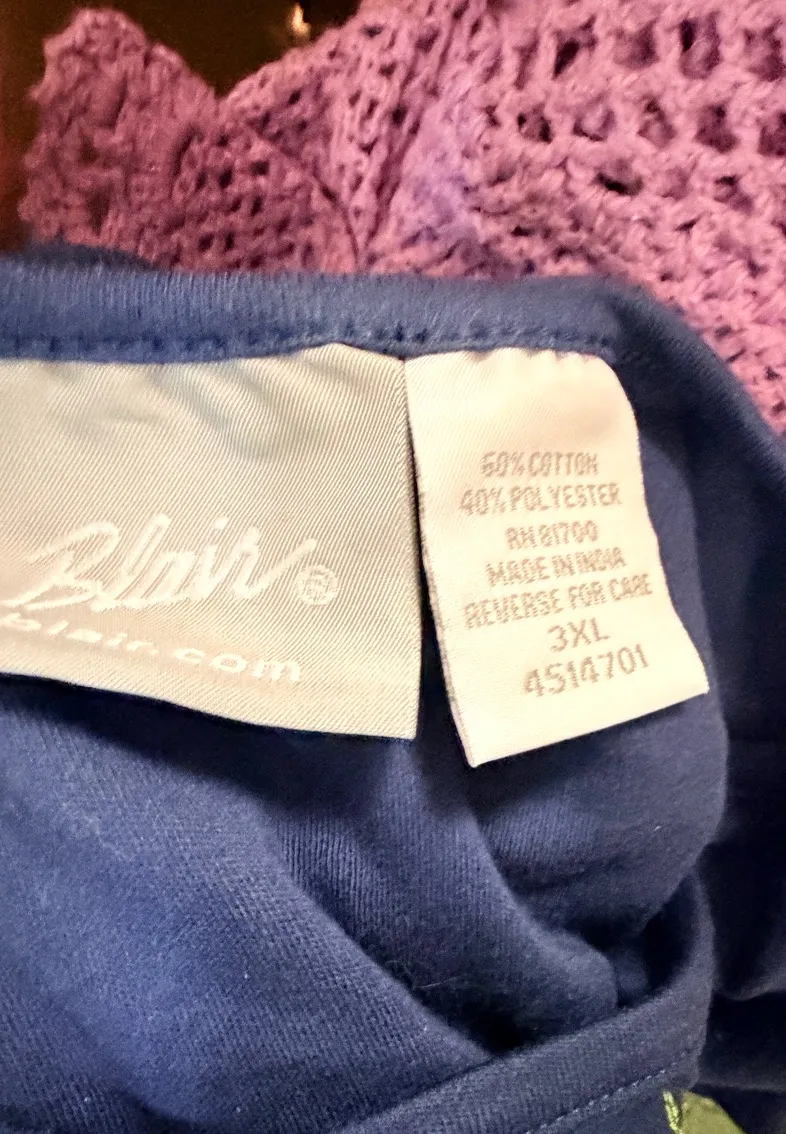 Blair®
blair.com
60% COTTON
40% POLYESTER
RN 81700
MADE IN INDIA
REVERSE FOR CARE
3XL
4514701